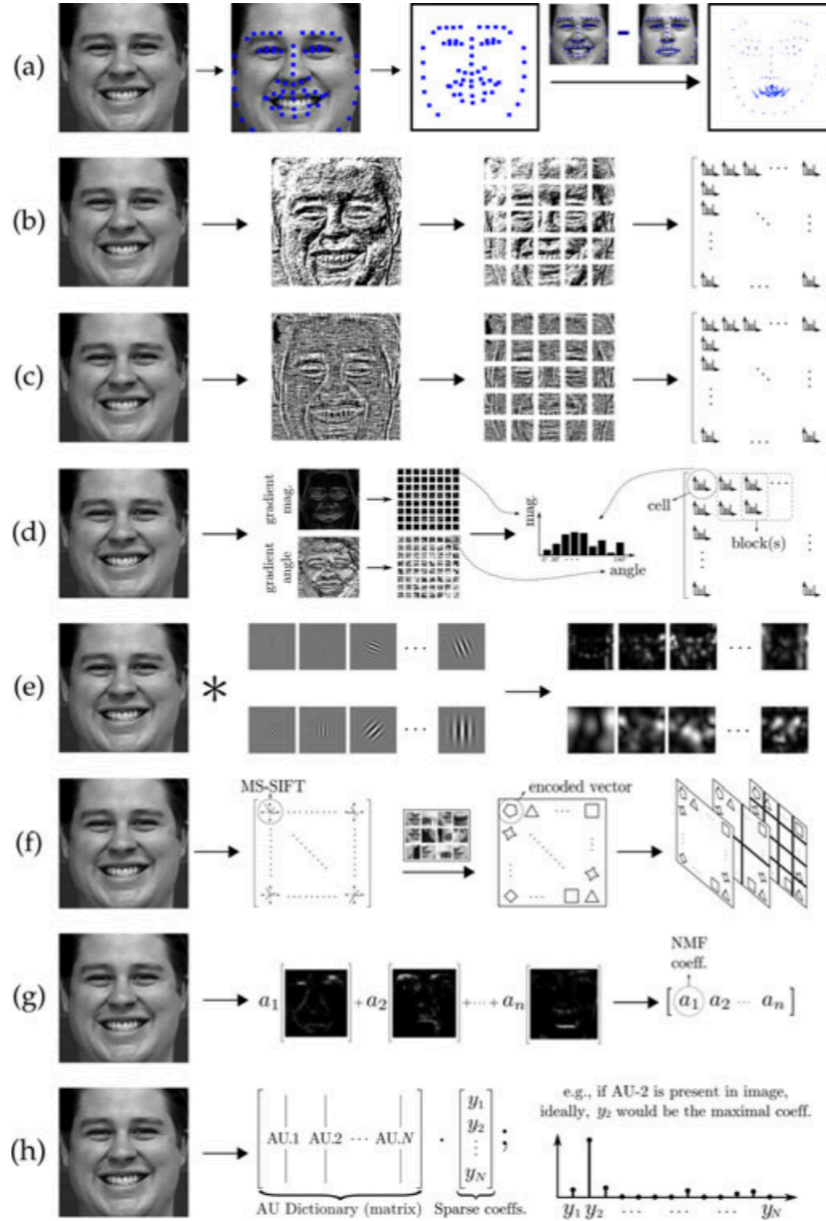 (a)
(b)
(c)
(d)
gradient
mag.
gradient
angle
mag.
angle
cell
block(s)
(e)
*
(f)
MS-SIFT
encoded vector
(g)
a₁ + a₂ + ··· + aₙ
NMF
coeff.
[ a₁ a₂ ··· aₙ ]
(h)
AU.1 AU.2 ··· AU.N
AU Dictionary (matrix)
·
y₁
y₂
⋮
y_N
;
Sparse coeffs.
e.g., if AU-2 is present in image,
ideally, y₂ would be the maximal coeff.
y₁ y₂ ··· ··· y_N